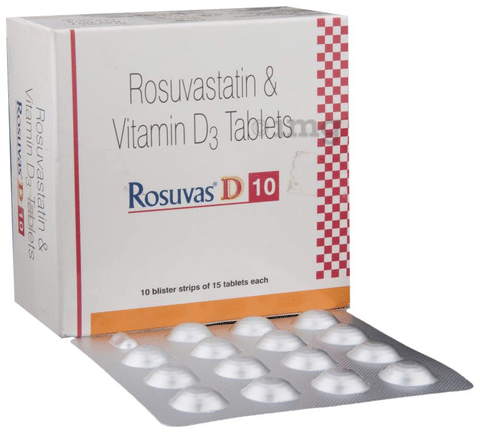 Rosuvastatin &
Vitamin D3 Tablets
Rosuvas® D 10
10 blister strips of 15 tablets each
Rosuvastatin &
Vitamin D3 Tablets
Rosuvas D 10